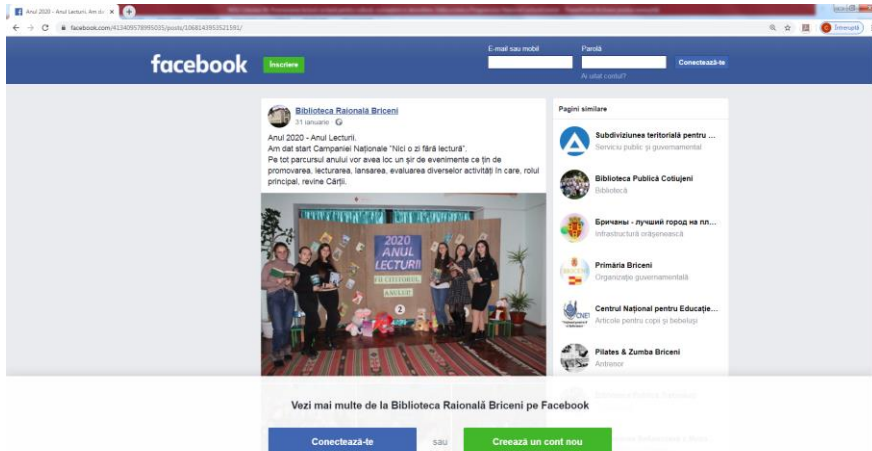 Anul 2020 - Anul Lecturii. Am da
facebook.com/413409578995035/posts/1068143953521591/
facebook
Înscriere
E-mail sau mobil
Parolă
Conectează-te
Ai uitat contul?
Biblioteca Raională Briceni
31 ianuarie
Anul 2020 - Anul Lecturii.
Am dat start Campaniei Naționale "Nici o zi fără lectură".
Pe tot parcursul anului vor avea loc un șir de evenimente ce țin de
promovarea, lecturarea, lansarea, evaluarea diverselor activități în care, rolul
principal, revine Cărții.
2020
ANUL
LECTURII
FII CITITORUL
ANULUI!
2
Pagini similare
Subdiviziunea teritorială pentru ...
Serviciu public și guvernamental
Biblioteca Publică Cotiujeni
Bibliotecă
Бричаны - лучший город на пл...
Infrastructură orășenească
Primăria Briceni
Organizație guvernamentală
Centrul Național pentru Educație...
Articole pentru copii și bebeluși
Pilates & Zumba Briceni
Antrenor
Vezi mai multe de la Biblioteca Raională Briceni pe Facebook
Conectează-te
sau
Creează un cont nou